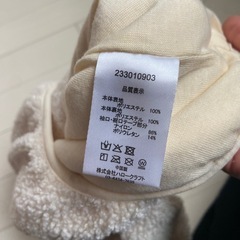 233010903
品質表示
本体表地
ポリエステル 100%
本体裏地
ポリエステル 100%
袖口・裾口テープ部分
ナイロン 86%
ポリウレタン 14%
株式会社ハロークラフト